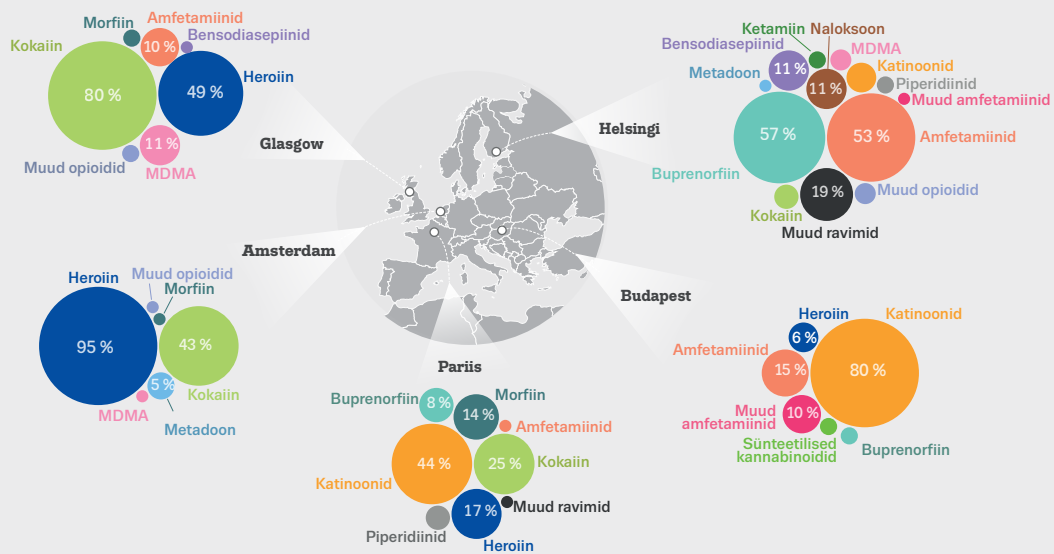 Morfiin
Amfetamiinid
Kokaiin
10 %
Bensodiasepiinid
Heroiin
80 %
49 %
11 %
Muud opioidid
MDMA
Glasgow
Ketamiin
Naloksoon
Bensodiasepiinid
MDMA
Metadoon
11 %
Katinoonid
11 %
Piperidiinid
Muud amfetamiinid
57 %
53 %
Amfetamiinid
Buprenorfiin
19 %
Muud opioidid
Kokaiin
Muud ravimid
Helsingi
Amsterdam
Heroiin
Muud opioidid
Morfiin
95 %
43 %
5 %
Kokaiin
MDMA
Metadoon
Budapest
Heroiin
Katinoonid
6 %
Amfetamiinid
15 %
80 %
Muud
amfetamiinid
10 %
Sünteetilised
kannabinoidid
Buprenorfiin
Pariis
Buprenorfiin
8 %
Morfiin
14 %
Amfetamiinid
44 %
25 %
Kokaiin
Katinoonid
Muud ravimid
17 %
Piperidiinid
Heroiin